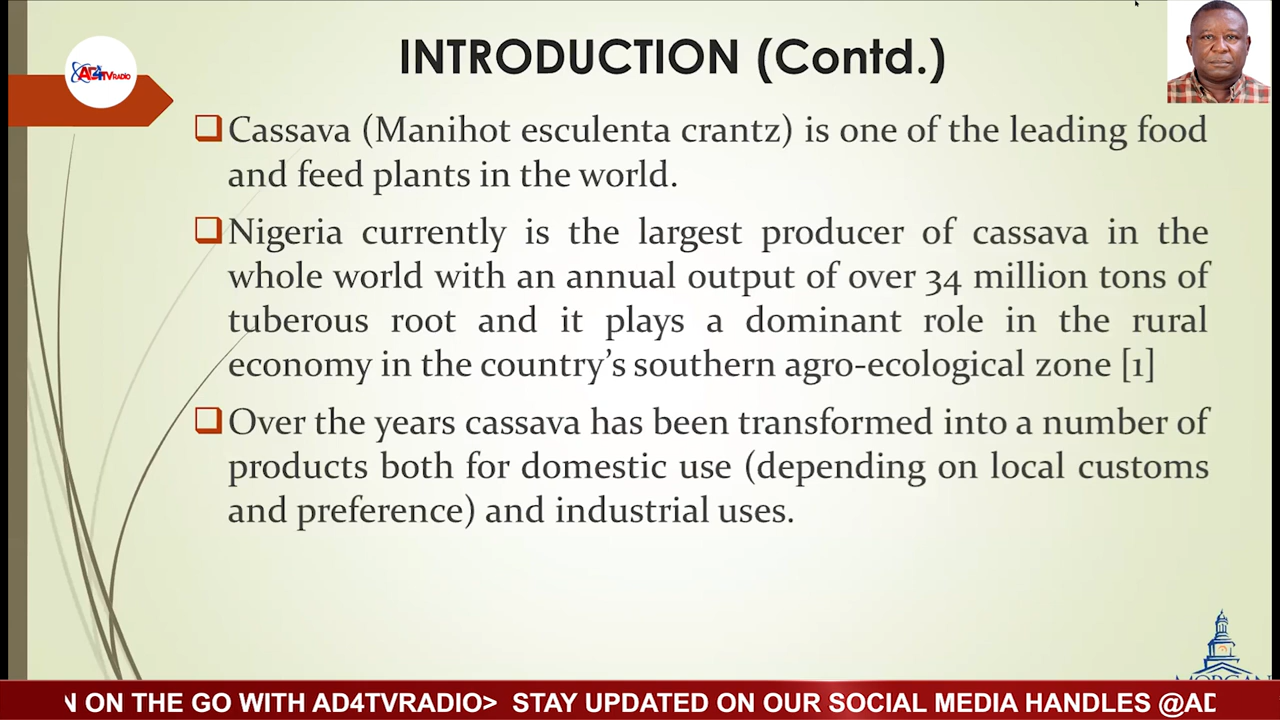 INTRODUCTION (Contd.)
AD4TVRADIO
Cassava (Manihot esculenta crantz) is one of the leading food
and feed plants in the world.
Nigeria currently is the largest producer of cassava in the
whole world with an annual output of over 34 million tons of
tuberous root and it plays a dominant role in the rural
economy in the country’s southern agro-ecological zone [1]
Over the years cassava has been transformed into a number of
products both for domestic use (depending on local customs
and preference) and industrial uses.
MORGAN
N ON THE GO WITH AD4TVRADIO> STAY UPDATED ON OUR SOCIAL MEDIA HANDLES @AD